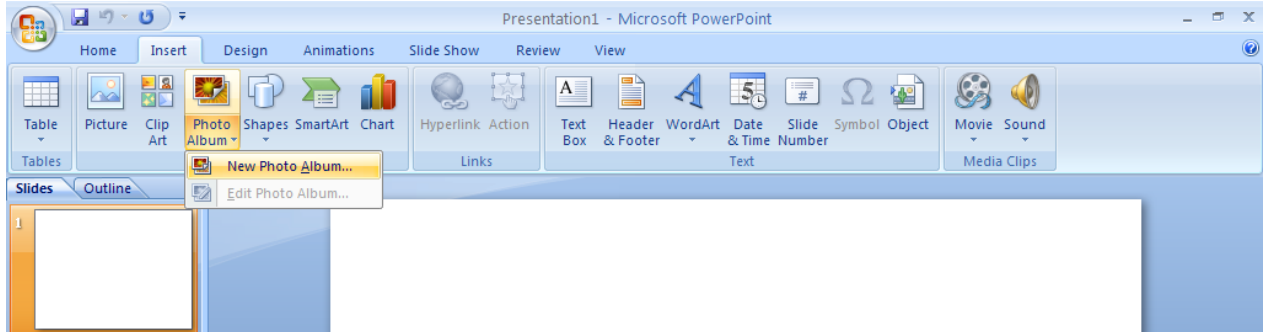 Presentation1 - Microsoft PowerPoint
Home Insert Design Animations Slide Show Review View
Table Picture Clip Art Photo Album Shapes SmartArt Chart Hyperlink Action Text Box Header & Footer WordArt Date & Time Slide Number Symbol Object Movie Sound
Tables Links Text Media Clips
New Photo Album...
Edit Photo Album...
Slides Outline
1